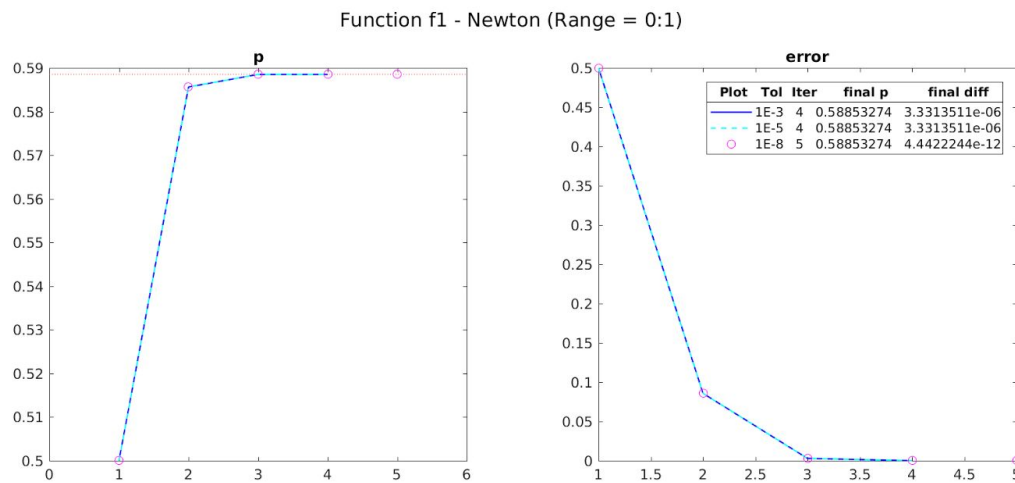 Function f1 - Newton (Range = 0:1)
p
0.59
0.58
0.57
0.56
0.55
0.54
0.53
0.52
0.51
0.5
0 1 2 3 4 5 6
error
0.5
0.45
0.4
0.35
0.3
0.25
0.2
0.15
0.1
0.05
0
1 1.5 2 2.5 3 3.5 4 4.5 5
Plot Tol Iter final p final diff
1E-3 4 0.58853274 3.3313511e-06
1E-5 4 0.58853274 3.3313511e-06
1E-8 5 0.58853274 4.4422244e-12